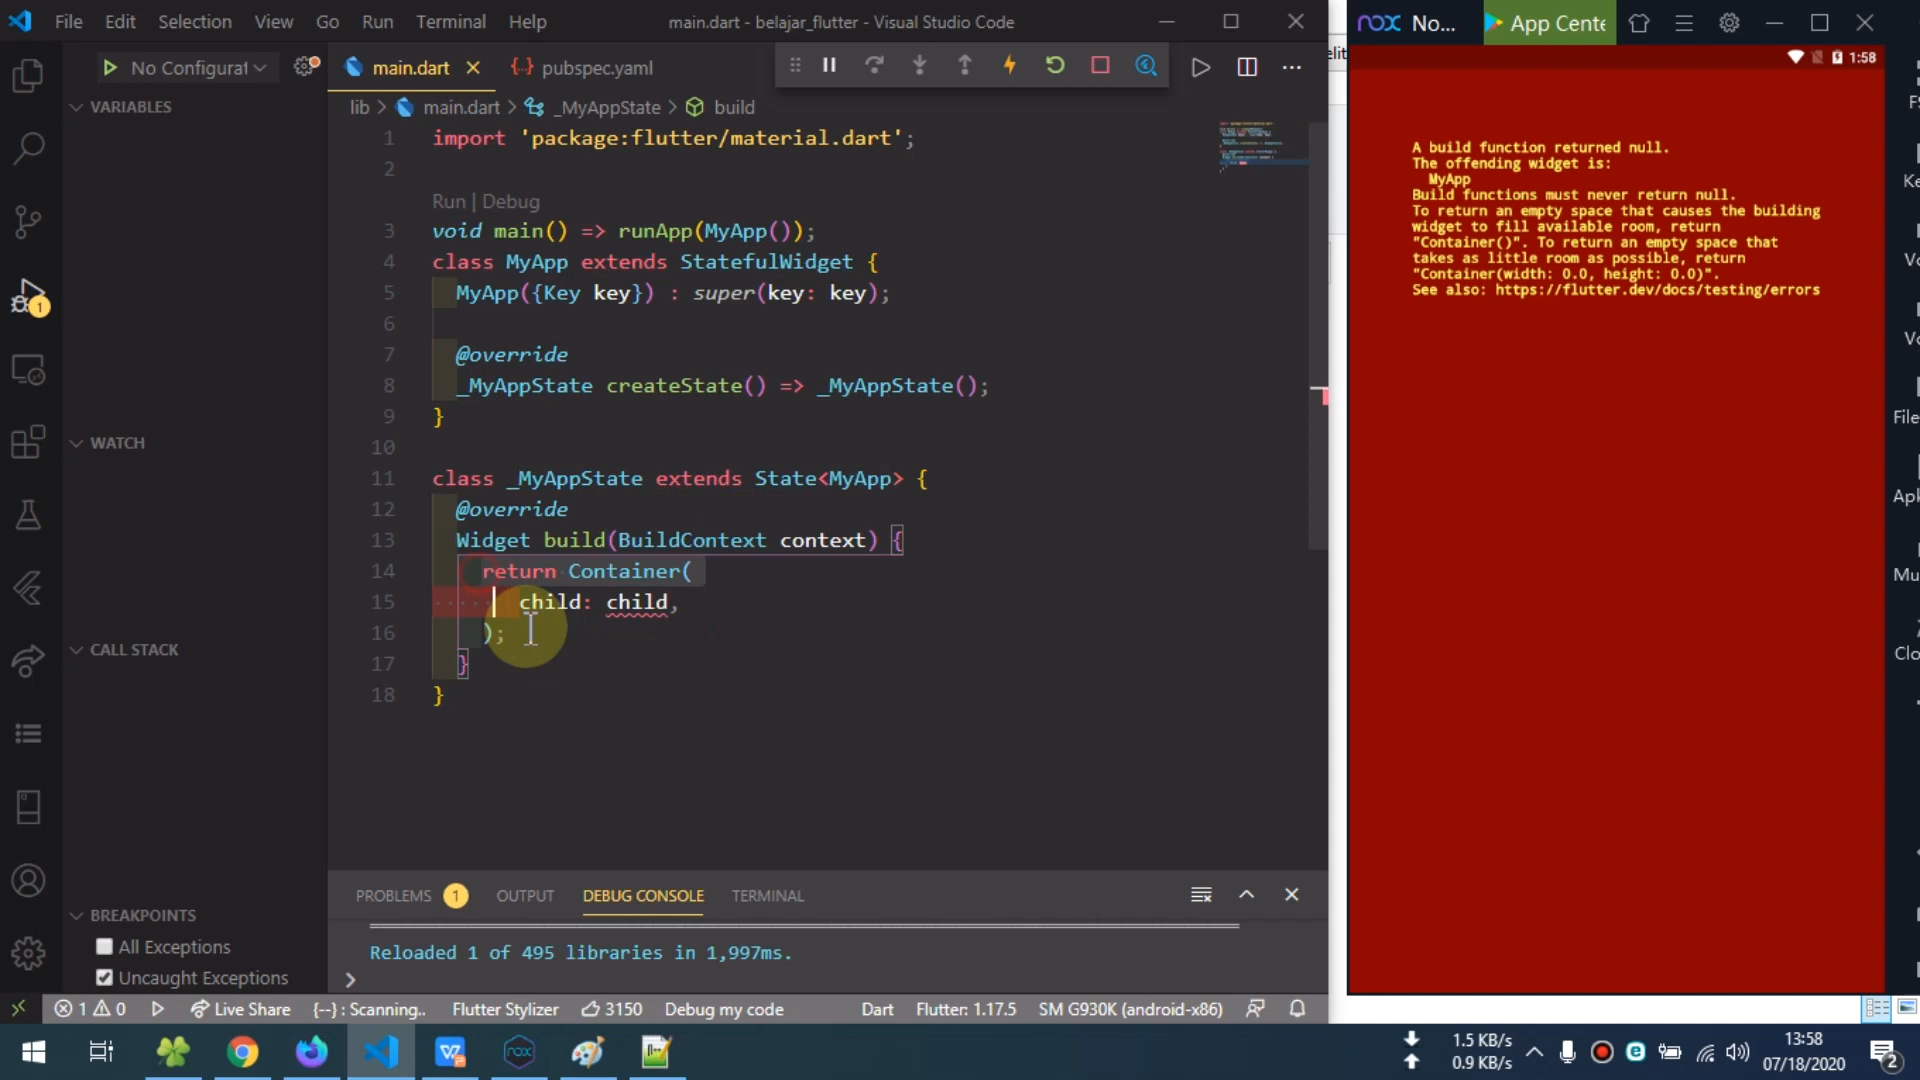 File Edit Selection View Go Run Terminal Help
main.dart - belajar_flutter - Visual Studio Code
No Configurat
main.dart
pubspec.yaml
lib > main.dart > _MyAppState > build
VARIABLES
WATCH
CALL STACK
BREAKPOINTS
All Exceptions
Uncaught Exceptions
1 import 'package:flutter/material.dart';
2
Run | Debug
3 void main() => runApp(MyApp());
4 class MyApp extends StatefulWidget {
5 MyApp({Key key}) : super(key: key);
6
7 @override
8 _MyAppState createState() => _MyAppState();
9 }
10
11 class _MyAppState extends State<MyApp> {
12 @override
13 Widget build(BuildContext context) {
14 return Container(
15 child: child,
16 );
17 }
18 }
PROBLEMS 1 OUTPUT DEBUG CONSOLE TERMINAL
Reloaded 1 of 495 libraries in 1,997ms.
1 0 Live Share {--} : Scanning.. Flutter Stylizer 3150 Debug my code Dart Flutter: 1.17.5 SM G930K (android-x86)
nox No... App Cente
1:58
A build function returned null.
The offending widget is:
MyApp
Build functions must never return null.
To return an empty space that causes the building
widget to fill available room, return
"Container()". To return an empty space that
takes as little room as possible, return
"Container(width: 0.0, height: 0.0)".
See also: https://flutter.dev/docs/testing/errors
File
1.5 KB/s
0.9 KB/s
13:58
07/18/2020
2